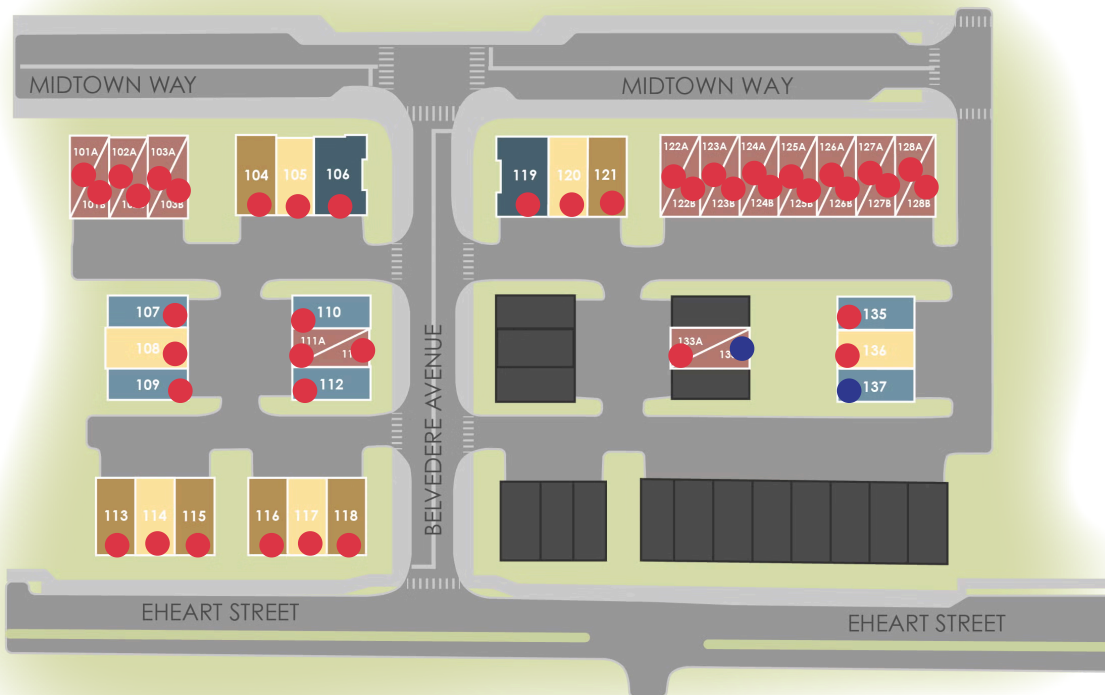 MIDTOWN WAY
MIDTOWN WAY
101A 102A 103A
101B 103B
104 105 106
119 120 121
122A 123A 124A 125A 126A 127A 128A
122B 123B 124B 125B 126B 127B 128B
107
108
109
110
111A
112
133A
135
136
137
BELVEDERE AVENUE
113 114 115
116 117 118
EHEART STREET
EHEART STREET